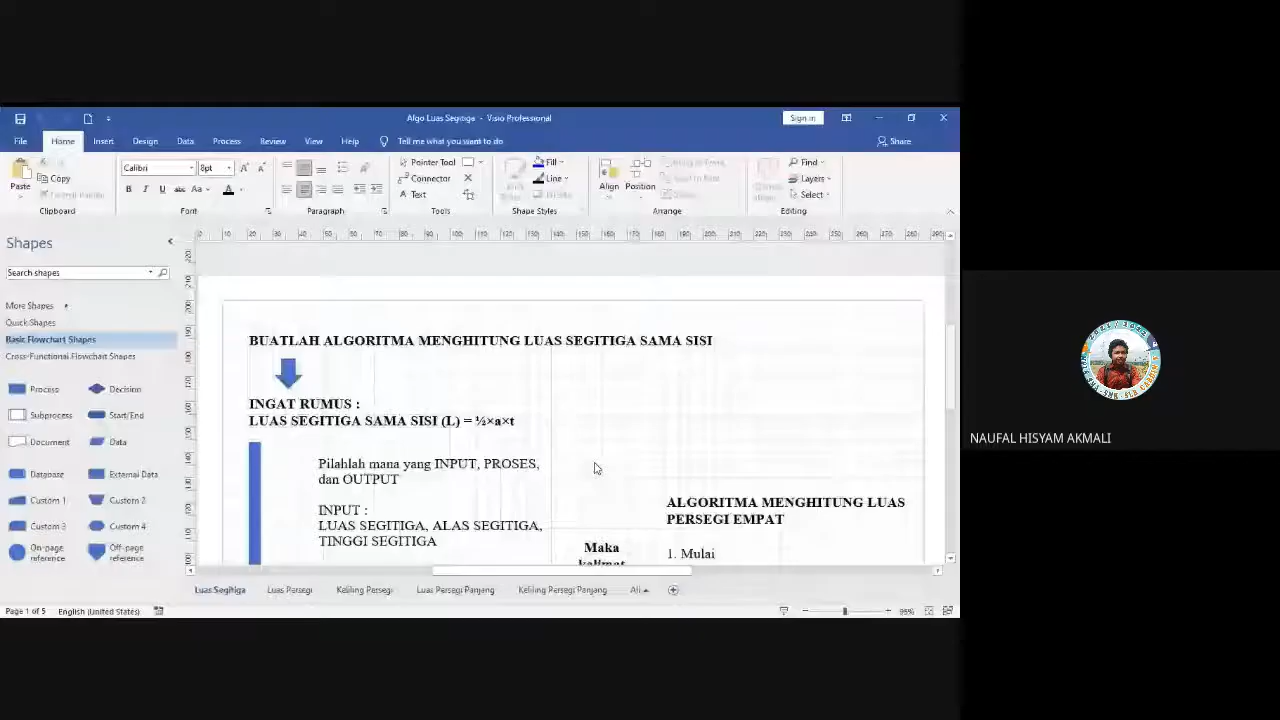 Algo Luas Segitiga - Visio Professional
Sign in
File Home Insert Design Data Process Review View Help Tell me what you want to do Share
Paste
Copy
Clipboard
Calibri 8pt
B I U abc Aa A
Font
Paragraph
Pointer Tool
Connector
A Text
Tools
Fill
Line
Shape Styles
Align Position
Arrange
Find
Layers
Select
Editing
Shapes
Search shapes
More Shapes
Quick Shapes
Basic Flowchart Shapes
Cross-Functional Flowchart Shapes
Process Decision
Subprocess Start/End
Document Data
Database External Data
Custom 1 Custom 2
Custom 3 Custom 4
On-page reference
Off-page reference
BUATLAH ALGORITMA MENGHITUNG LUAS SEGITIGA SAMA SISI
INGAT RUMUS :
LUAS SEGITIGA SAMA SISI (L) = ½×a×t
Pilahlah mana yang INPUT, PROSES,
dan OUTPUT
INPUT :
LUAS SEGITIGA, ALAS SEGITIGA,
TINGGI SEGITIGA
Maka
kalimat
ALGORITMA MENGHITUNG LUAS
PERSEGI EMPAT
1. Mulai
Luas Segitiga Luas Persegi Keliling Persegi Luas Persegi Panjang Keliling Persegi Panjang All
Page 1 of 5 English (United States)
NAUFAL HISYAM AKMALI